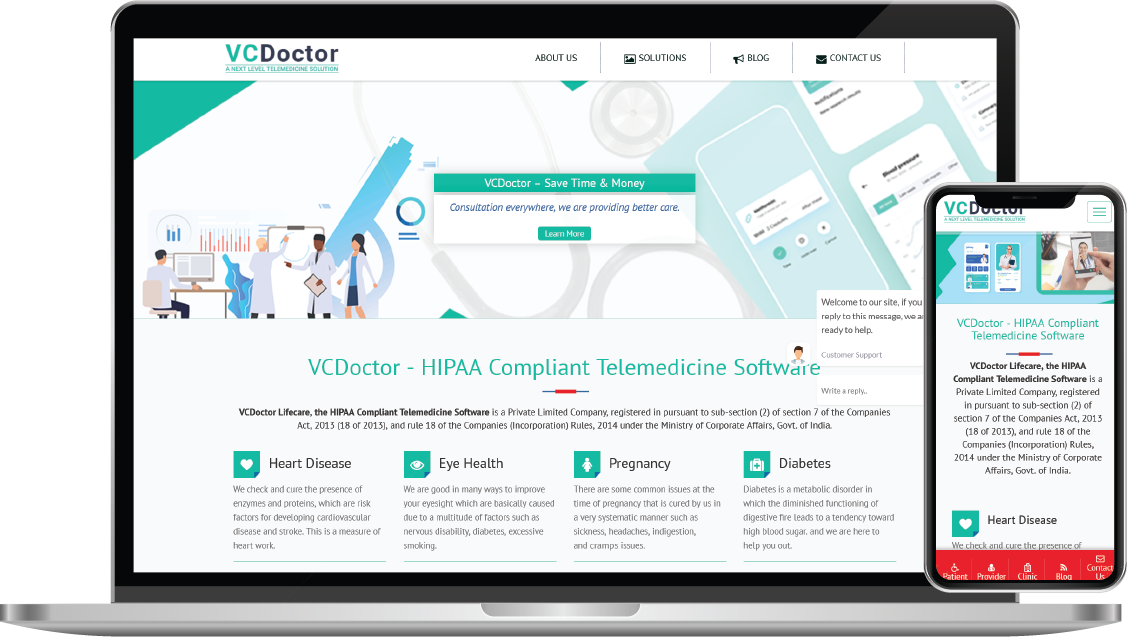 VCDoctor
A NEXT LEVEL TELEMEDICINE SOLUTION
ABOUT US
SOLUTIONS
BLOG
CONTACT US
VCDoctor – Save Time & Money
Consultation everywhere, we are providing better care.
Learn More
Notifications
Blood pressure
Welcome to our site, if you
reply to this message, we ar
ready to help.
Customer Support
Write a reply..
VCDoctor - HIPAA Compliant Telemedicine Software
VCDoctor Lifecare, the HIPAA Compliant Telemedicine Software is a Private Limited Company, registered in pursuant to sub-section (2) of section 7 of the Companies
Act, 2013 (18 of 2013), and rule 18 of the Companies (Incorporation) Rules, 2014 under the Ministry of Corporate Affairs, Govt. of India.
Heart Disease
We check and cure the presence of
enzymes and proteins, which are risk
factors for developing cardiovascular
disease and stroke. This is a measure of
heart work.
Eye Health
We are good in many ways to improve
your eyesight which are basically caused
due to a multitude of factors such as
nervous disability, diabetes, excessive
smoking.
Pregnancy
There are some common issues at the
time of pregnancy that is cured by us in
a very systematic manner such as
sickness, headaches, indigestion,
and cramps issues.
Diabetes
Diabetes is a metabolic disorder in
which the diminished functioning of
digestive fire leads to a tendency toward
high blood sugar. and we are here to
help you out.
VCDoctor
A NEXT LEVEL TELEMEDICINE SOLUTION
VCDoctor - HIPAA Compliant
Telemedicine Software
VCDoctor Lifecare, the HIPAA
Compliant Telemedicine Software is a
Private Limited Company, registered
in pursuant to sub-section (2) of
section 7 of the Companies Act, 2013
(18 of 2013), and rule 18 of the
Companies (Incorporation) Rules,
2014 under the Ministry of Corporate
Affairs, Govt. of India.
Heart Disease
We check and cure the presence of
Patient
Provider
Clinic
Blog
Contact
Us